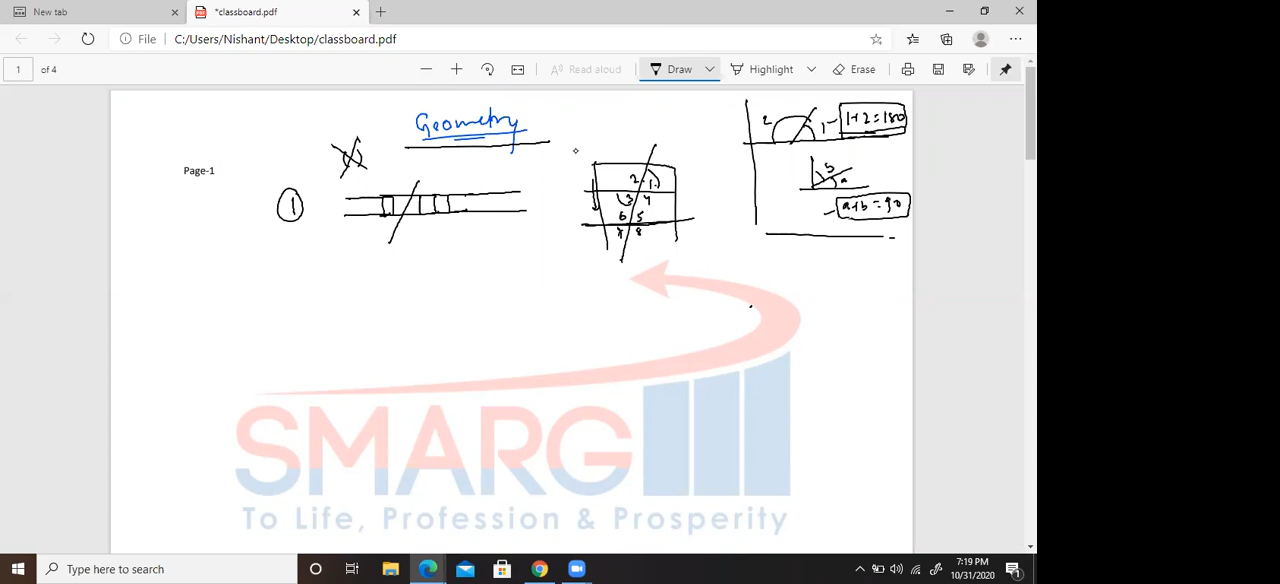 New tab
*classboard.pdf
File
C:/Users/Nishant/Desktop/classboard.pdf
1 of 4
Read aloud
Draw
Highlight
Erase
Geometry
Page-1
1
2 1
3 4
6 5
7 8
2 1
1+2=180
b a
a+b=90
SMARG
To Life, Profession & Prosperity
Type here to search
7:19 PM
10/31/2020
1